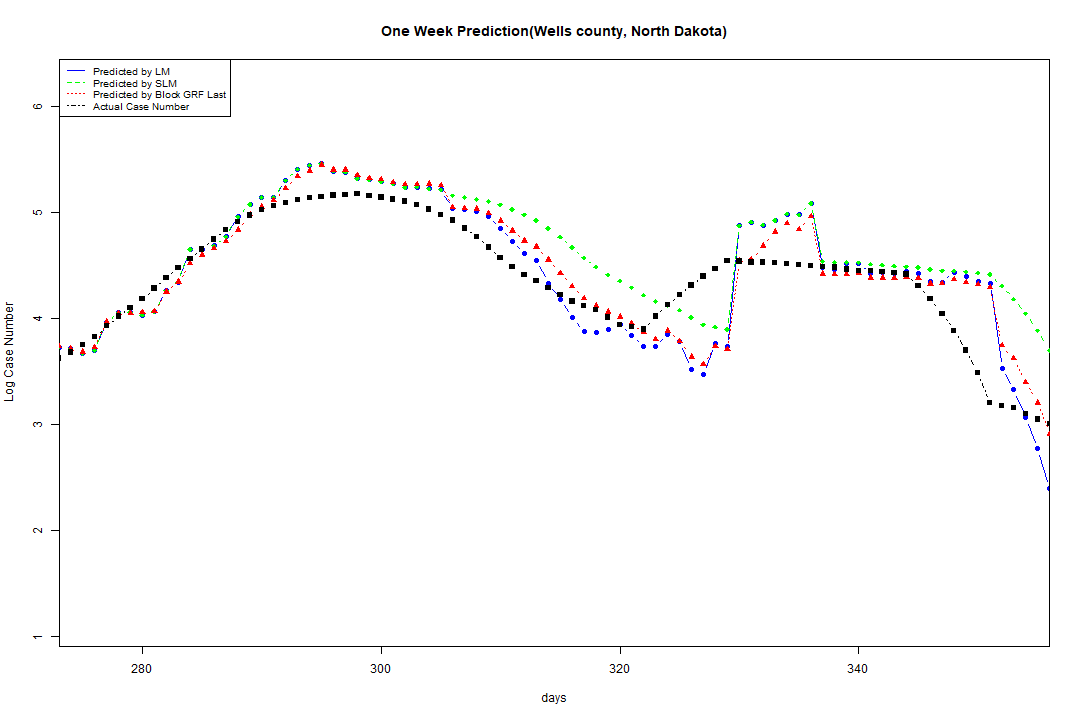 One Week Prediction(Wells county, North Dakota)
Predicted by LM
Predicted by SLM
Predicted by Block GRF Last
Actual Case Number
6
5
4
3
2
1
Log Case Number
280 300 320 340
days